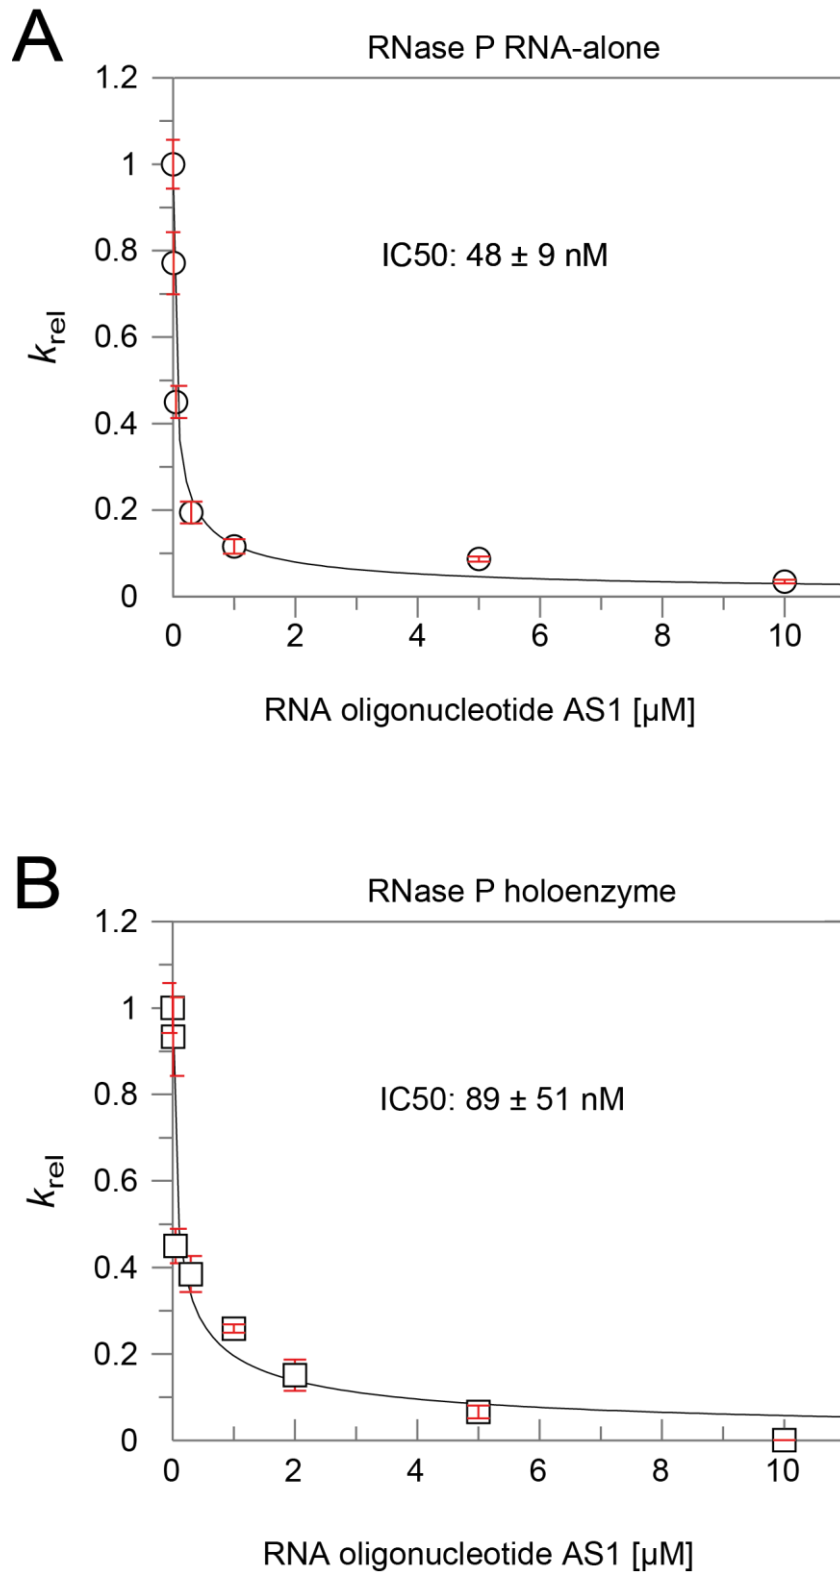 A
RNase P RNA-alone
1.2
1
0.8
0.6
0.4
0.2
0
k_rel
IC50: 48 ± 9 nM
0 2 4 6 8 10
RNA oligonucleotide AS1 [µM]
B
RNase P holoenzyme
1.2
1
0.8
0.6
0.4
0.2
0
k_rel
IC50: 89 ± 51 nM
0 2 4 6 8 10
RNA oligonucleotide AS1 [µM]